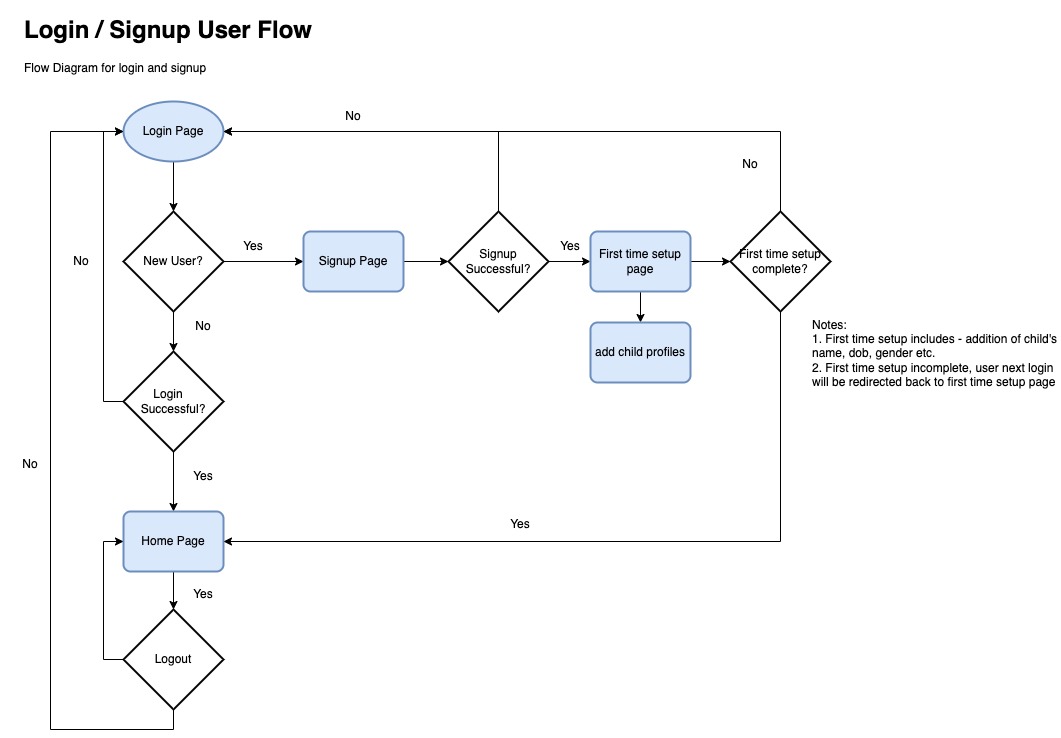 Login / Signup User Flow
Flow Diagram for login and signup
No
Login Page
No
New User?
Yes
Signup Page
Signup
Successful?
Yes
First time setup
page
First time setup
complete?
No
No
add child profiles
Notes:
1. First time setup includes - addition of child's
name, dob, gender etc.
2. First time setup incomplete, user next login
will be redirected back to first time setup page
Login
Successful?
No
Yes
Home Page
Yes
Yes
Logout